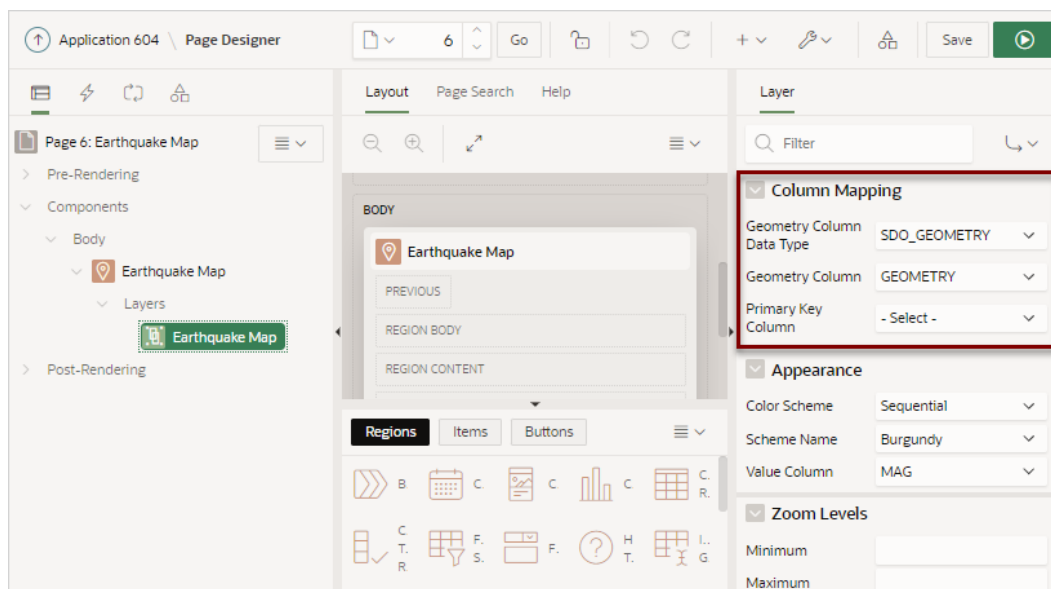 Application 604 \ Page Designer
6
Go
Save
Page 6: Earthquake Map
Pre-Rendering
Components
Body
Earthquake Map
Layers
Earthquake Map
Post-Rendering
Layout
Page Search
Help
BODY
Earthquake Map
PREVIOUS
REGION BODY
REGION CONTENT
Regions
Items
Buttons
B.
C.
C
C.
C.
R.
C
T.
R
F.
S.
F.
H
T.
I..
G
Layer
Filter
Column Mapping
Geometry Column
Data Type
SDO_GEOMETRY
Geometry Column
GEOMETRY
Primary Key
Column
- Select -
Appearance
Color Scheme
Sequential
Scheme Name
Burgundy
Value Column
MAG
Zoom Levels
Minimum
Maximum